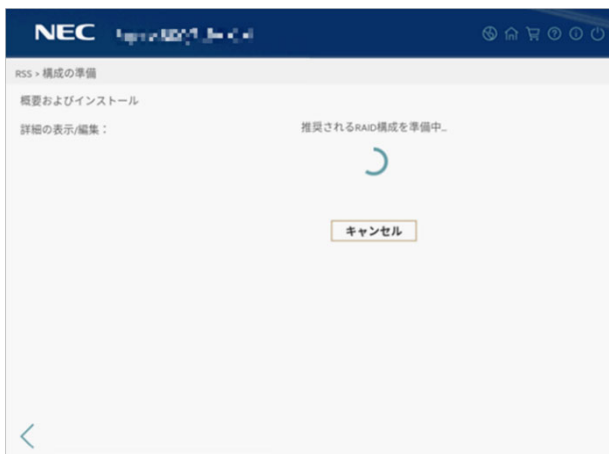 NEC
RSS > 構成の準備
概要およびインストール
詳細の表示/編集：
推奨されるRAID構成を準備中...
キャンセル